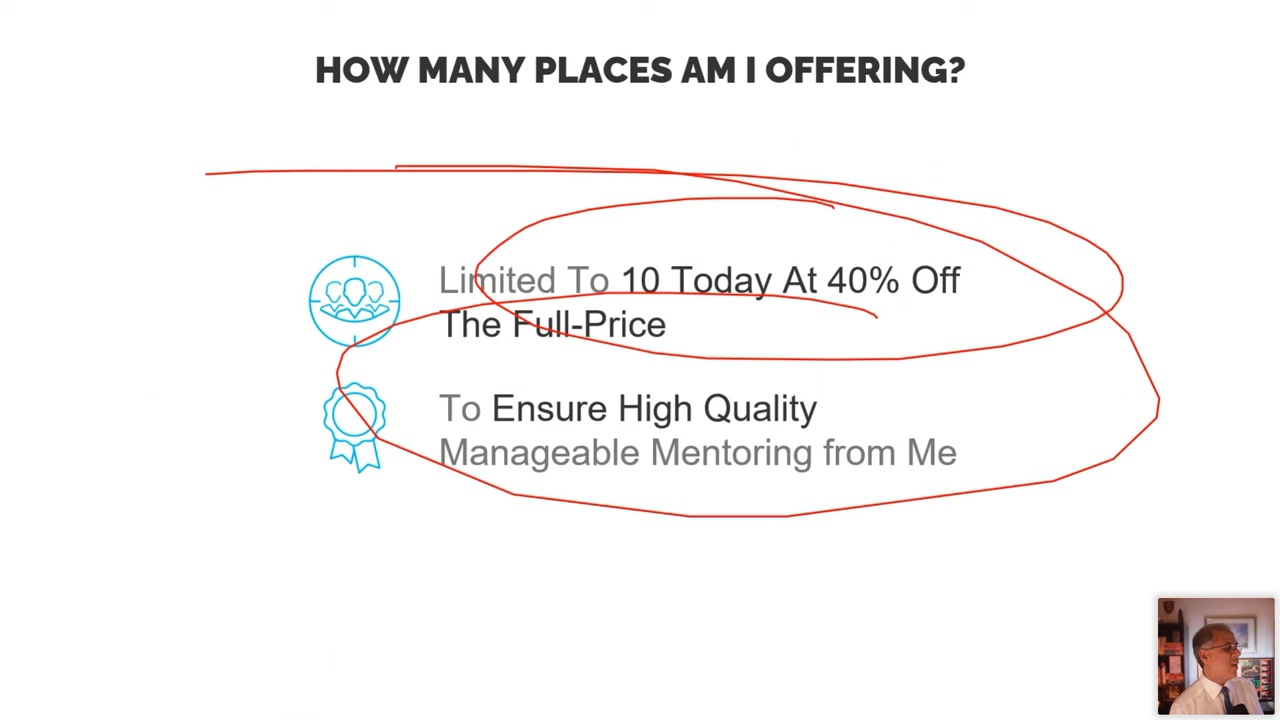 HOW MANY PLACES AM I OFFERING?
Limited To 10 Today At 40% Off
The Full-Price
To Ensure High Quality
Manageable Mentoring from Me